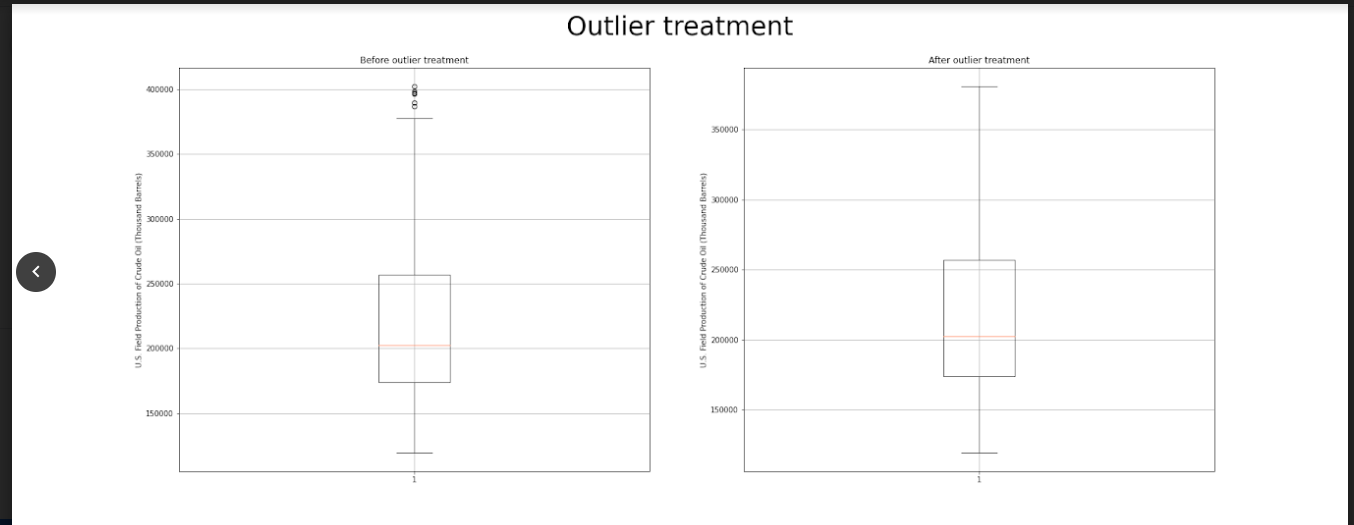 Outlier treatment
Before outlier treatment
U.S. Field Production of Crude Oil (Thousand Barrels)
400000
350000
300000
250000
200000
150000
1
After outlier treatment
U.S. Field Production of Crude Oil (Thousand Barrels)
350000
300000
250000
200000
150000
1